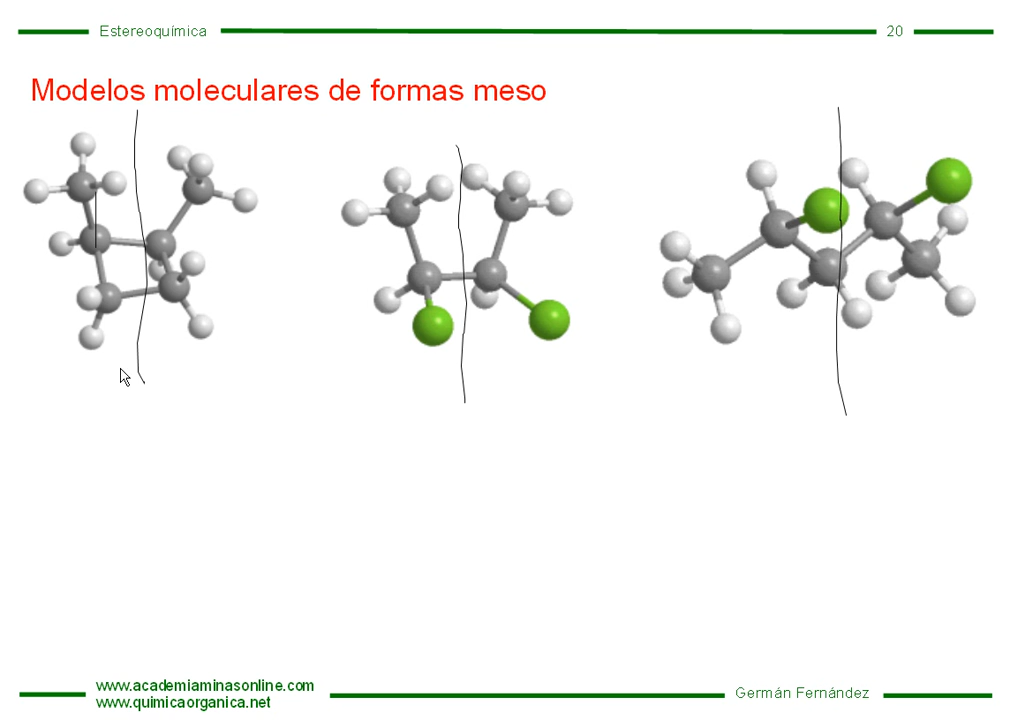 Estereoquímica
20
Modelos moleculares de formas meso
www.academiaminasonline.com
www.quimicaorganica.net
Germán Fernández